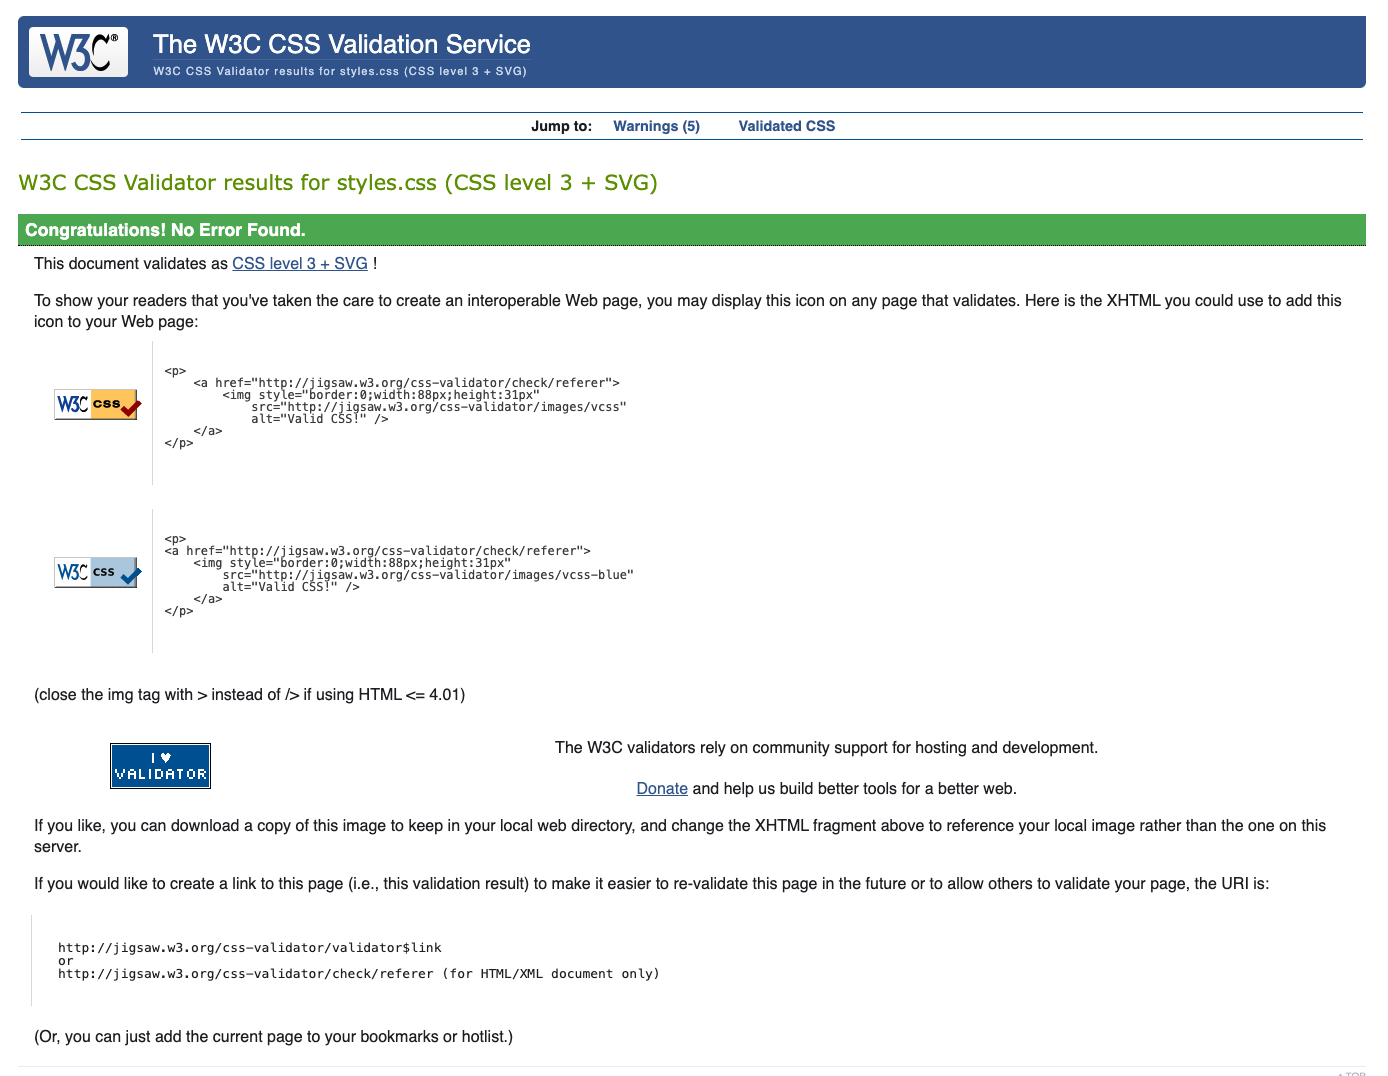 W3C®
The W3C CSS Validation Service
W3C CSS Validator results for styles.css (CSS level 3 + SVG)
Jump to: Warnings (5) Validated CSS
W3C CSS Validator results for styles.css (CSS level 3 + SVG)
Congratulations! No Error Found.
This document validates as CSS level 3 + SVG !
To show your readers that you've taken the care to create an interoperable Web page, you may display this icon on any page that validates. Here is the XHTML you could use to add this
icon to your Web page:
W3C css
<p>
    <a href="http://jigsaw.w3.org/css-validator/check/referer">
        <img style="border:0;width:88px;height:31px"
            src="http://jigsaw.w3.org/css-validator/images/vcss"
            alt="Valid CSS!" />
    </a>
</p>
W3C css
<p>
<a href="http://jigsaw.w3.org/css-validator/check/referer">
    <img style="border:0;width:88px;height:31px"
        src="http://jigsaw.w3.org/css-validator/images/vcss-blue"
        alt="Valid CSS!" />
    </a>
</p>
(close the img tag with > instead of /> if using HTML <= 4.01)
I ♥
VALIDATOR
The W3C validators rely on community support for hosting and development.
Donate and help us build better tools for a better web.
If you like, you can download a copy of this image to keep in your local web directory, and change the XHTML fragment above to reference your local image rather than the one on this
server.
If you would like to create a link to this page (i.e., this validation result) to make it easier to re-validate this page in the future or to allow others to validate your page, the URI is:
http://jigsaw.w3.org/css-validator/validator$link
or
http://jigsaw.w3.org/css-validator/check/referer (for HTML/XML document only)
(Or, you can just add the current page to your bookmarks or hotlist.)